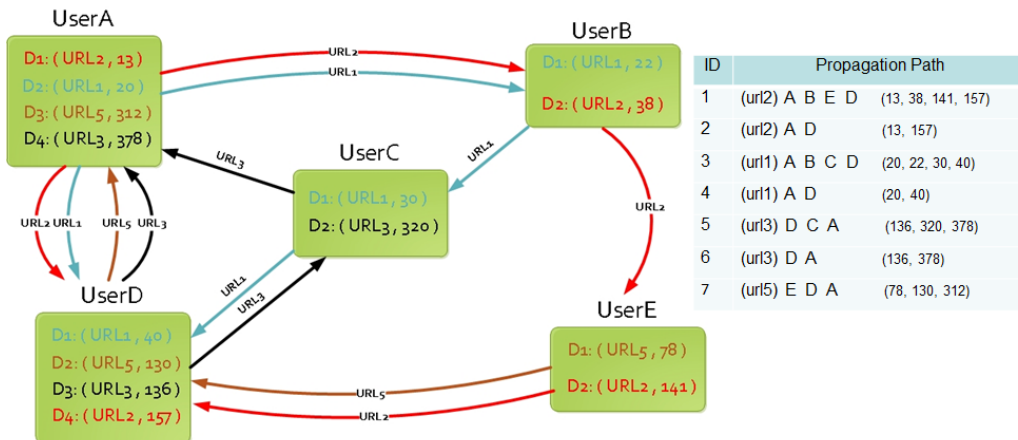 UserA
D1: ( URL2 , 13 )
D2: ( URL1 , 20 )
D3: ( URL5 , 312 )
D4: ( URL3 , 378 )
URL2
URL1
UserB
D1: ( URL1 , 22 )
D2: ( URL2 , 38 )
URL3
UserC
D1: ( URL1 , 30 )
D2: ( URL3 , 320 )
URL1
URL2
URL2 URL1 URL5 URL3
URL1
URL3
UserD
D1: ( URL1 , 40 )
D2: ( URL5 , 130 )
D3: ( URL3 , 136 )
D4: ( URL2 , 157 )
UserE
D1: ( URL5 , 78 )
D2: ( URL2 , 141 )
URL5
URL2
ID Propagation Path
1 (url2) A B E D (13, 38, 141, 157)
2 (url2) A D (13, 157)
3 (url1) A B C D (20, 22, 30, 40)
4 (url1) A D (20, 40)
5 (url3) D C A (136, 320, 378)
6 (url3) D A (136, 378)
7 (url5) E D A (78, 130, 312)